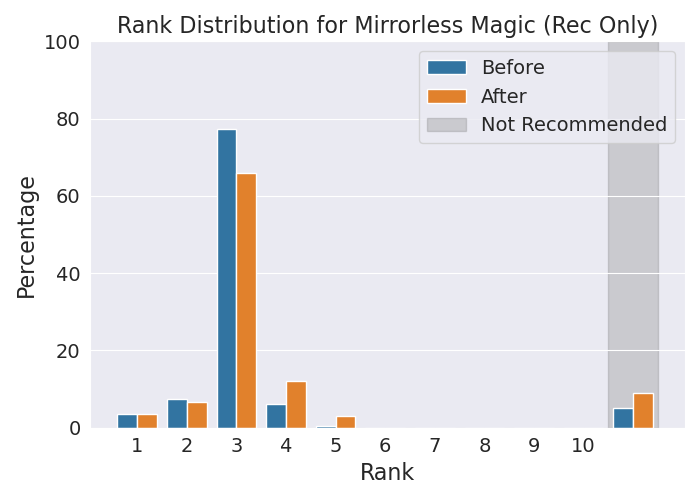 Rank Distribution for Mirrorless Magic (Rec Only)
100
80
60
40
20
0
Percentage
Before
After
Not Recommended
1 2 3 4 5 6 7 8 9 10
Rank